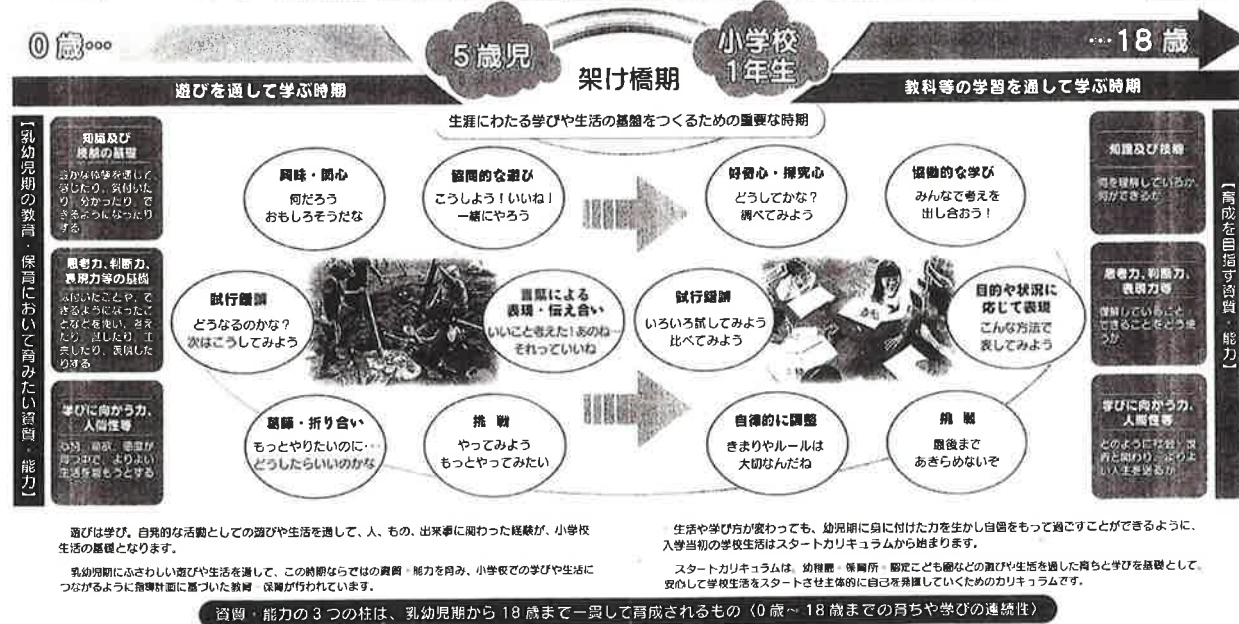 0歳…
5歳児
架け橋期
小学校
1年生
…18歳
遊びを通して学ぶ時期
教科等の学習を通して学ぶ時期
生涯にわたる学びや生活の基盤をつくるための重要な時期
【乳幼児期の教育・保育において育みたい資質・能力】
知識及び
技能の基礎
豊かな体験を通じて、
感じたり、気付いた
り、分かったり、で
きるようになったり
する
思考力、判断力、
表現力等の基礎
気付いたことや、で
きるようになったこ
となどを使い、考え
たり、試したり、工
夫したり、表現した
りする
学びに向かう力、
人間性等
心情、意欲、態度が
育つ中で、よりよい
生活を営もうとする
興味・関心
何だろう
おもしろそうだな
協同的な遊び
こうしよう！いいね！
一緒にやろう
試行錯誤
どうなるのかな？
次はこうしてみよう
言葉による
表現・伝え合い
いいこと考えた！あのね…
それっていいね
葛藤・折り合い
もっとやりたいのに…
どうしたらいいのかな
挑戦
やってみよう
もっとやってみたい
好奇心・探究心
どうしてかな？
調べてみよう
協働的な学び
みんなで考えを
出し合おう！
試行錯誤
いろいろ試してみよう
比べてみよう
目的や状況に
応じて表現
こんな方法で
表してみよう
自律的に調整
きまりやルールは
大切なんだね
挑戦
最後まで
あきらめないぞ
知識及び技能
何を理解しているか、
何ができるか
思考力、判断力、
表現力等
理解していること・
できることをどう使
うか
学びに向かう力、
人間性等
どのように社会・世
界と関わり、よりよ
い人生を送るか
【育成を目指す資質・能力】
遊びは学び。自発的な活動としての遊びや生活を通して、人、もの、出来事に関わった経験が、小学校
生活の基礎となります。
乳幼児期にふさわしい遊びや生活を通して、この時期ならではの資質・能力を育み、小学校での学びや生活に
つながるように指導計画に基づいた教育・保育が行われています。
生活や学び方が変わっても、幼児期に身に付けた力を生かし自信をもって過ごすことができるように、
入学当初の学校生活はスタートカリキュラムから始まります。
スタートカリキュラムは、幼稚園・保育所・認定こども園などの遊びや生活を通した育ちと学びを基礎として、
安心して学校生活をスタートさせ主体的に自己を発揮していくためのカリキュラムです。
資質・能力の3つの柱は、乳幼児期から18歳まで一貫して育成されるもの〈0歳～18歳までの育ちや学びの連続性〉